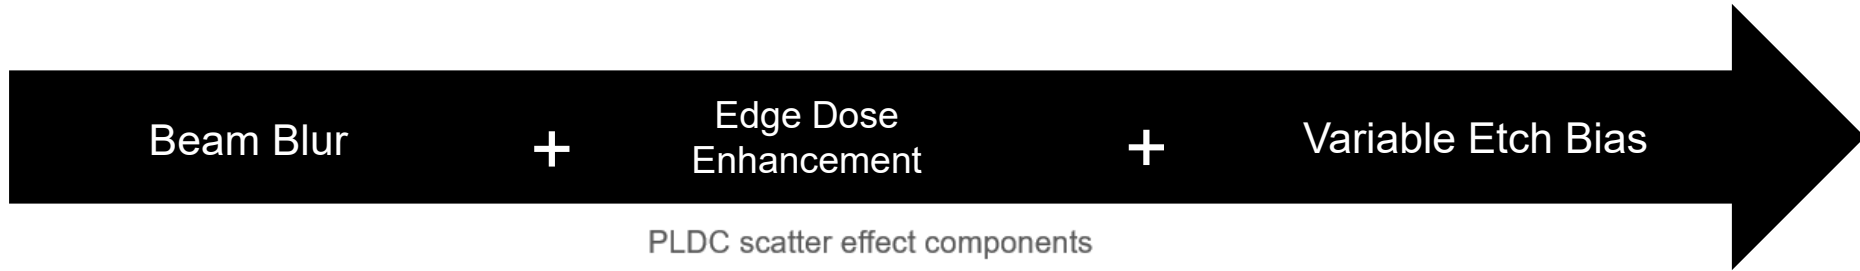 Beam Blur
+
Edge Dose
Enhancement
+
Variable Etch Bias
PLDC scatter effect components